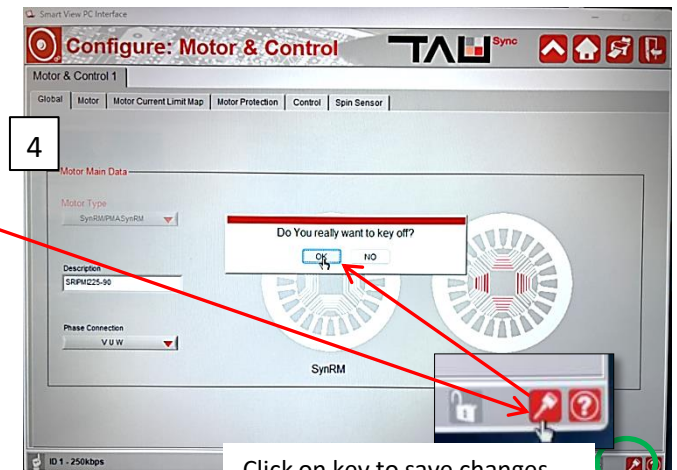 Smart View PC Interface
Configure: Motor & Control
TAU Sync
Motor & Control 1
Global Motor Motor Current Limit Map Motor Protection Control Spin Sensor
4
Motor Main Data
Motor Type
SynRM/PMASynRM
Do You really want to key off?
OK NO
Description
SRIPM225-90
Phase Connection
V U W
SynRM
ID 1 - 250kbps
Click on key to save changes